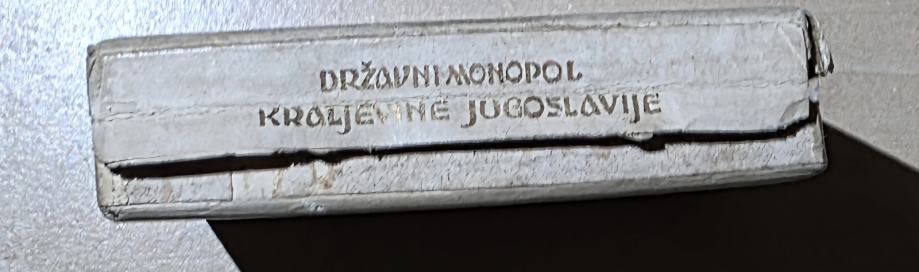 DRŽAVNI MONOPOL
KRALJEVINE JUGOSLAVIJE